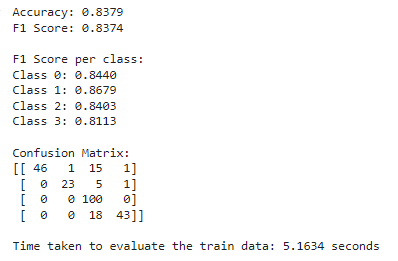 Accuracy: 0.8379
F1 Score: 0.8374
F1 Score per class:
Class 0: 0.8440
Class 1: 0.8679
Class 2: 0.8403
Class 3: 0.8113
Confusion Matrix:
[[ 46   1  15   1]
 [  0  23   5   1]
 [  0   0 100   0]
 [  0   0  18  43]]
Time taken to evaluate the train data: 5.1634 seconds